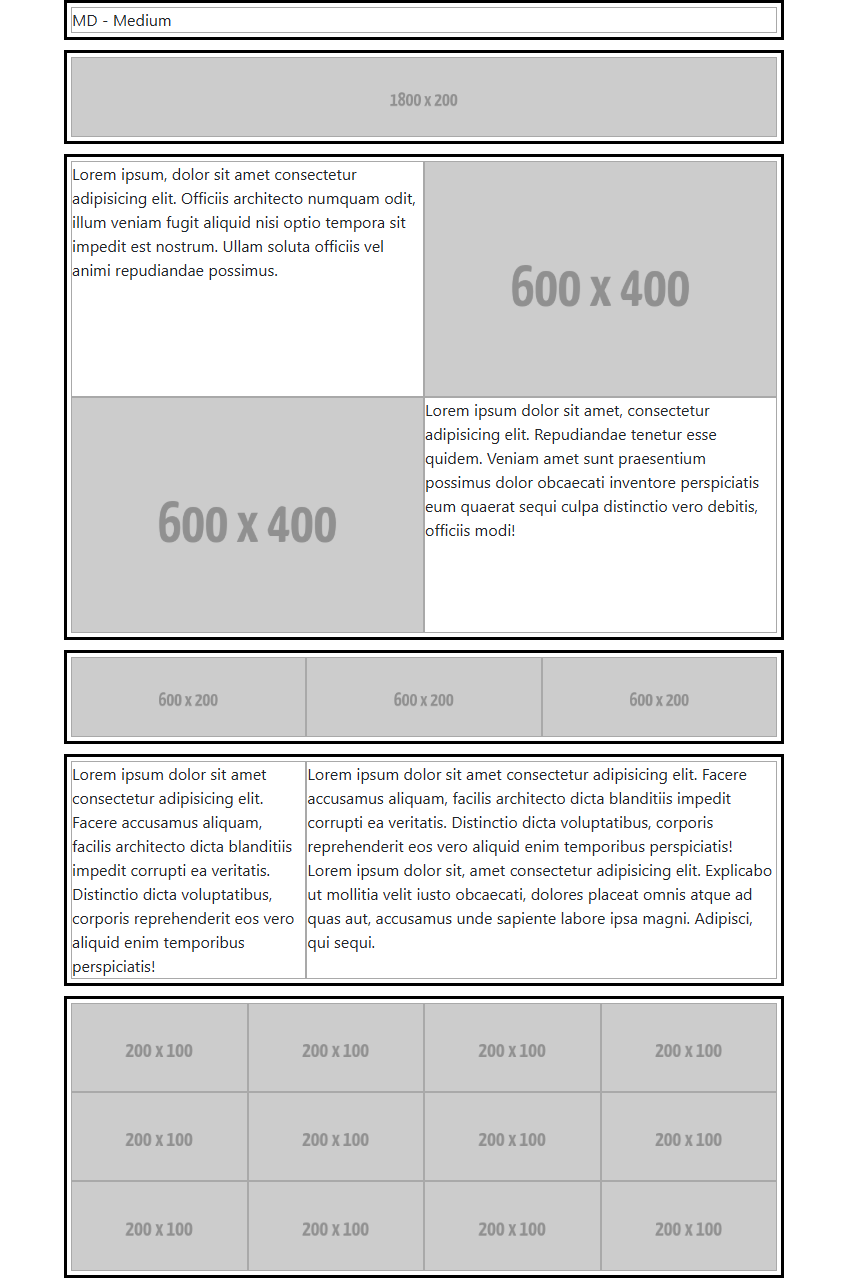 MD - Medium
1800 x 200
Lorem ipsum, dolor sit amet consectetur
adipisicing elit. Officiis architecto numquam odit,
illum veniam fugit aliquid nisi optio tempora sit
impedit est nostrum. Ullam soluta officiis vel
animi repudiandae possimus.
600 x 400
600 x 400
Lorem ipsum dolor sit amet, consectetur
adipisicing elit. Repudiandae tenetur esse
quidem. Veniam amet sunt praesentium
possimus dolor obcaecati inventore perspiciatis
eum quaerat sequi culpa distinctio vero debitis,
officiis modi!
600 x 200
600 x 200
600 x 200
Lorem ipsum dolor sit amet
consectetur adipisicing elit.
Facere accusamus aliquam,
facilis architecto dicta blanditiis
impedit corrupti ea veritatis.
Distinctio dicta voluptatibus,
corporis reprehenderit eos vero
aliquid enim temporibus
perspiciatis!
Lorem ipsum dolor sit amet consectetur adipisicing elit. Facere
accusamus aliquam, facilis architecto dicta blanditiis impedit
corrupti ea veritatis. Distinctio dicta voluptatibus, corporis
reprehenderit eos vero aliquid enim temporibus perspiciatis!
Lorem ipsum dolor sit, amet consectetur adipisicing elit. Explicabo
ut mollitia velit iusto obcaecati, dolores placeat omnis atque ad
quas aut, accusamus unde sapiente labore ipsa magni. Adipisci,
qui sequi.
200 x 100
200 x 100
200 x 100
200 x 100
200 x 100
200 x 100
200 x 100
200 x 100
200 x 100
200 x 100
200 x 100
200 x 100